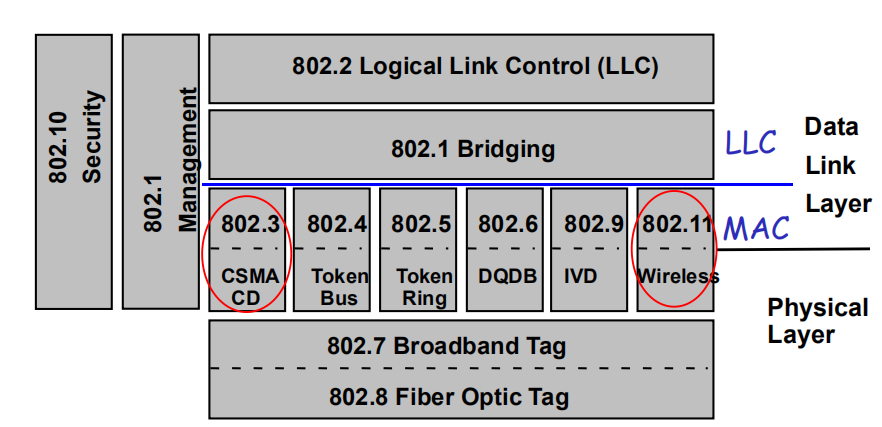 802.10
Security
802.1
Management
802.2 Logical Link Control (LLC)
802.1 Bridging
LLC
Data
Link
Layer
802.3
CSMA
CD
802.4
Token
Bus
802.5
Token
Ring
802.6
DQDB
802.9
IVD
802.11
Wireless
MAC
Physical
Layer
802.7 Broadband Tag
802.8 Fiber Optic Tag